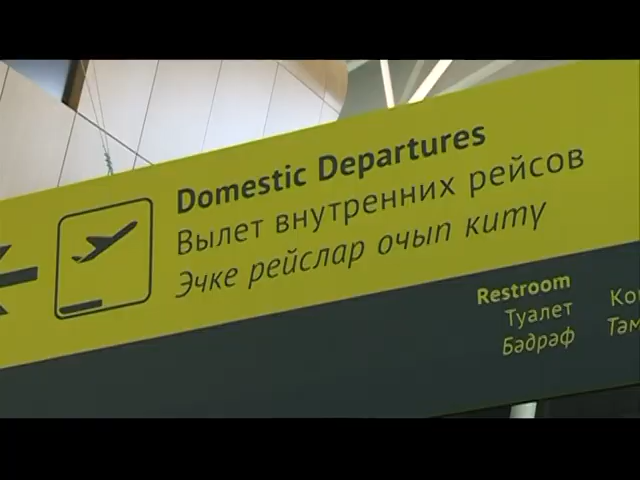 Domestic Departures
Вылет внутренних рейсов
Эчке рейслар очып китү
Restroom
Туалет
Бәдрәф